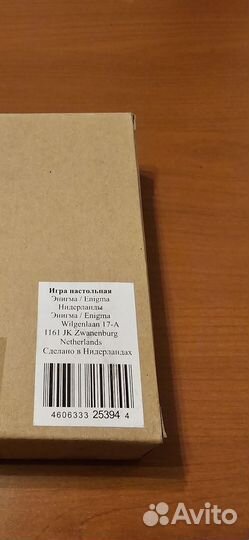 Игра настольная
Энигма / Enigma
Нидерланды
Энигма / Enigma
Wilgenlaan 17-A
1161 JK Zwanenburg
Netherlands
Сделано в Нидерландах
4606333 25394 4
Avito